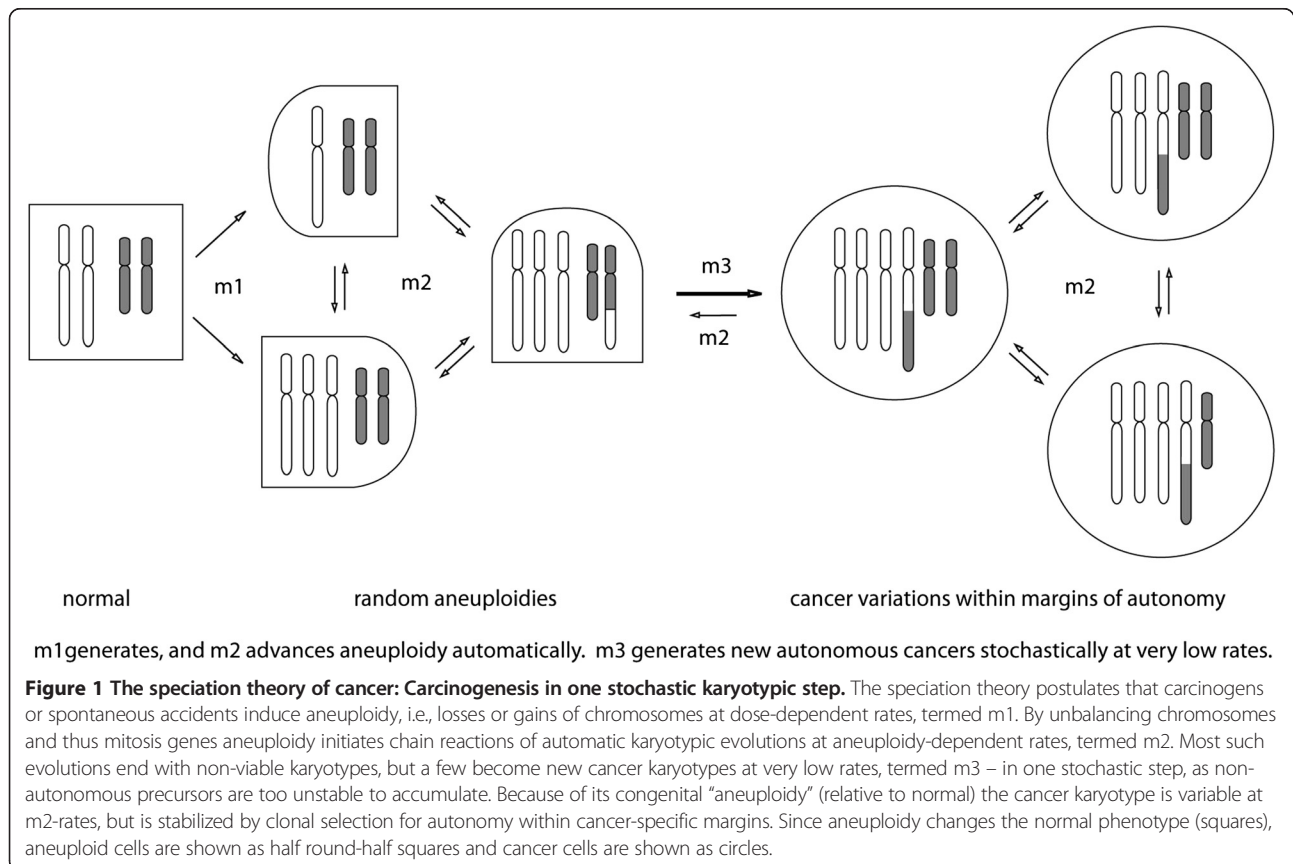 m1
m2
m3
m2
m2
normal
random aneuploidies
cancer variations within margins of autonomy
m1generates, and m2 advances aneuploidy automatically. m3 generates new autonomous cancers stochastically at very low rates.
Figure 1 The speciation theory of cancer: Carcinogenesis in one stochastic karyotypic step. The speciation theory postulates that carcinogens
or spontaneous accidents induce aneuploidy, i.e., losses or gains of chromosomes at dose-dependent rates, termed m1. By unbalancing chromosomes
and thus mitosis genes aneuploidy initiates chain reactions of automatic karyotypic evolutions at aneuploidy-dependent rates, termed m2. Most such
evolutions end with non-viable karyotypes, but a few become new cancer karyotypes at very low rates, termed m3 – in one stochastic step, as non-
autonomous precursors are too unstable to accumulate. Because of its congenital “aneuploidy” (relative to normal) the cancer karyotype is variable at
m2-rates, but is stabilized by clonal selection for autonomy within cancer-specific margins. Since aneuploidy changes the normal phenotype (squares),
aneuploid cells are shown as half round-half squares and cancer cells are shown as circles.